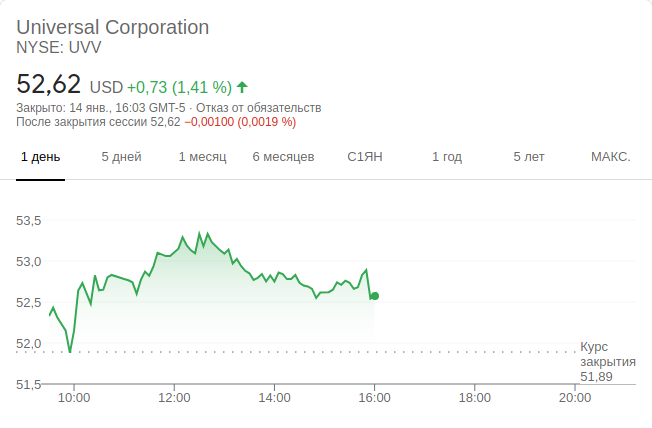 Universal Corporation
NYSE: UVV
52,62 USD +0,73 (1,41 %)
Закрыто: 14 янв., 16:03 GMT-5 · Отказ от обязательств
После закрытия сессии 52,62 −0,00100 (0,0019 %)
1 день 5 дней 1 месяц 6 месяцев С1ЯН 1 год 5 лет МАКС.
53,5
53,0
52,5
52,0
Курс
закрытия
51,89
51,5
10:00 12:00 14:00 16:00 18:00 20:00